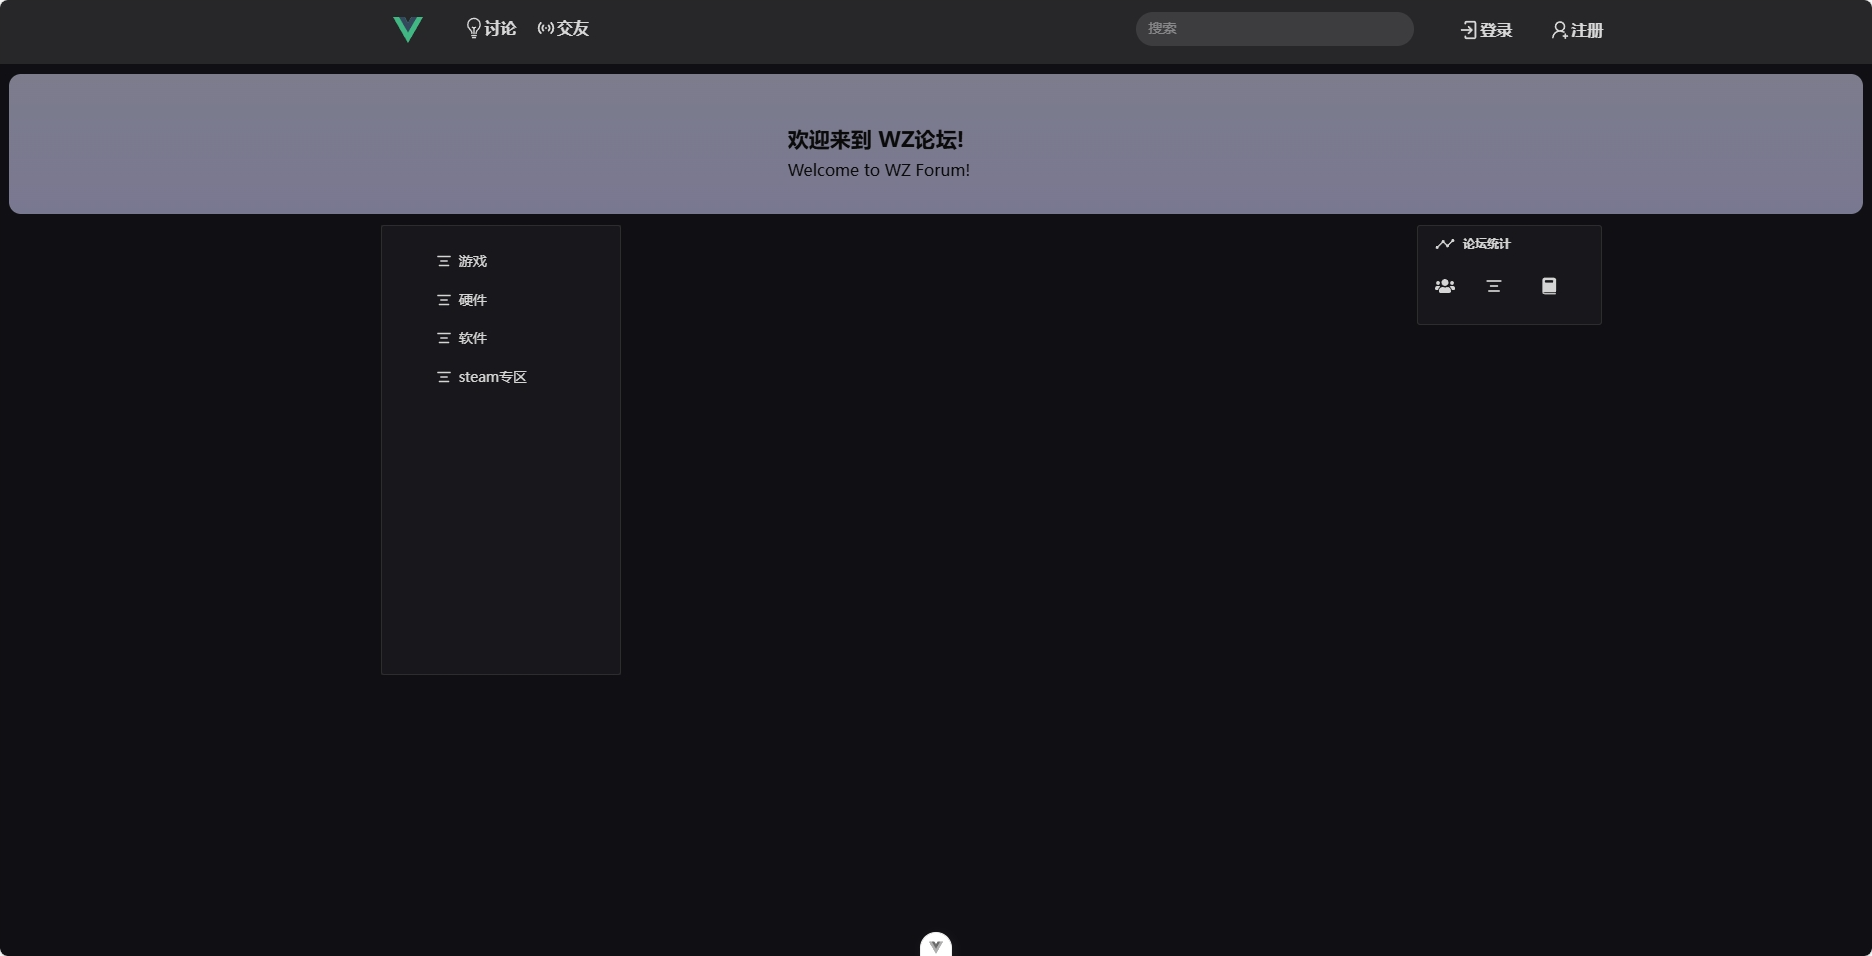 讨论 交友 搜索 登录 注册
欢迎来到 WZ论坛!
Welcome to WZ Forum!
游戏
硬件
软件
steam专区
论坛统计